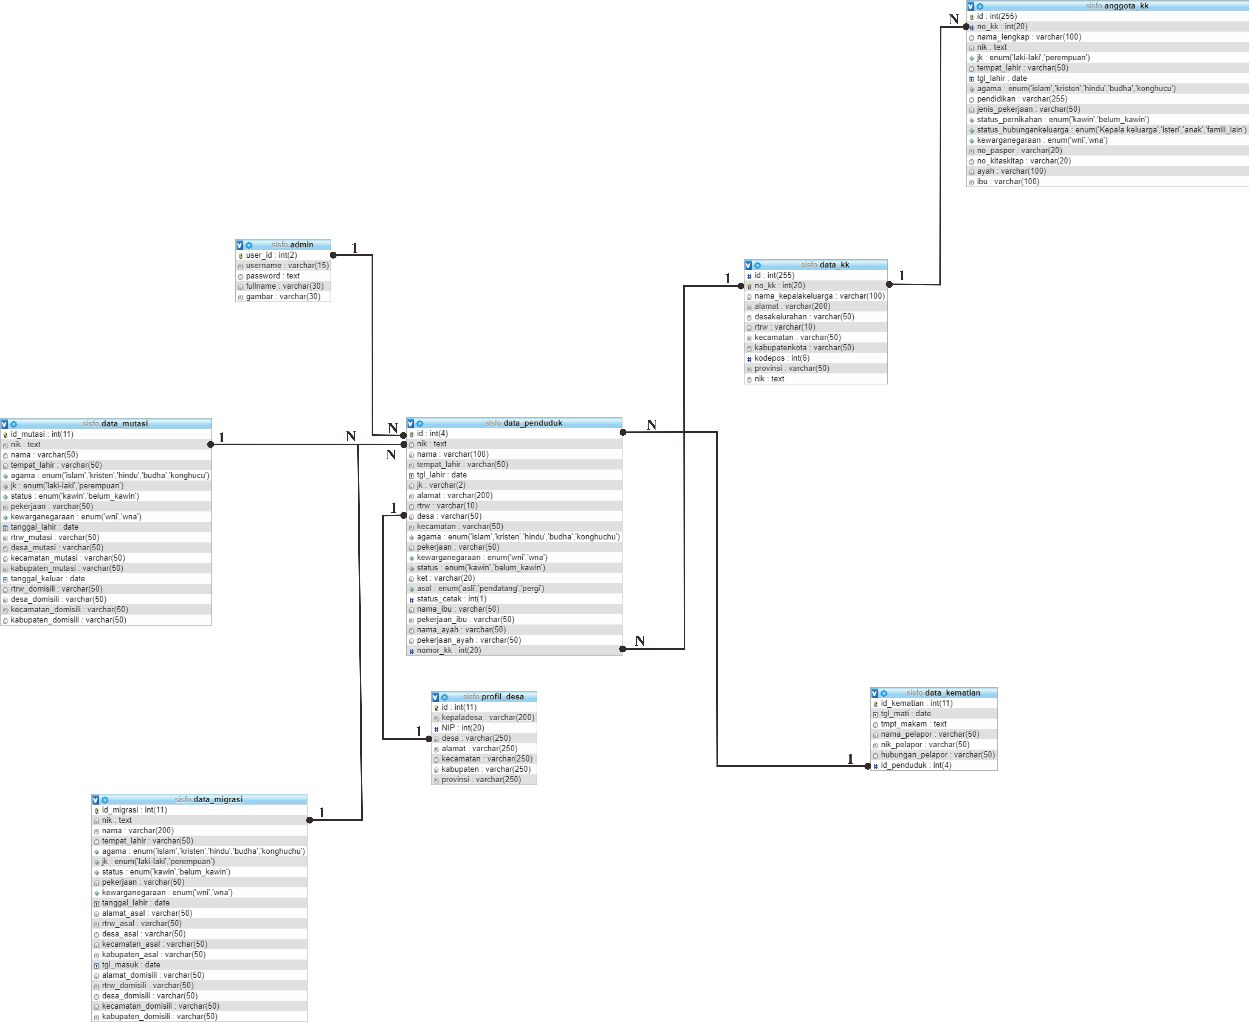 sisfo anggota_kk
id : int(255)
no_kk : int(20)
nama_lengkap : varchar(100)
nik : text
jk : enum('laki-laki','perempuan')
tempat_lahir : varchar(50)
tgl_lahir : date
agama : enum('islam','kristen','hindu','budha','konghucu')
pendidikan : varchar(255)
jenis_pekerjaan : varchar(50)
status_pernikahan : enum('kawin','belum_kawin')
status_hubungankeluarga : enum('Kepala keluarga','isteri','anak','famili_lain')
kewarganegaraan : enum('wni','wna')
no_paspor : varchar(20)
no_kitaskitap : varchar(20)
ayah : varchar(100)
ibu : varchar(100)
N
sisfo admin
user_id : int(2)
username : varchar(15)
password : text
fullname : varchar(30)
gambar : varchar(30)
1
sisfo data_kk
id : int(255)
no_kk : int(20)
nama_kepalakeluarga : varchar(100)
alamat : varchar(200)
desakelurahan : varchar(50)
rtrw : varchar(10)
kecamatan : varchar(50)
kabupatenkota : varchar(50)
kodepos : int(6)
provinsi : varchar(50)
nik : text
1
1
sisfo data_mutasi
id_mutasi : int(11)
nik : text
nama : varchar(50)
tempat_lahir : varchar(50)
agama : enum('islam','kristen','hindu','budha','konghucu')
jk : enum('laki-laki','perempuan')
status : enum('kawin','belum_kawin')
pekerjaan : varchar(50)
kewarganegaraan : enum('wni','wna')
tanggal_lahir : date
rtrw_mutasi : varchar(50)
desa_mutasi : varchar(50)
kecamatan_mutasi : varchar(50)
kabupaten_mutasi : varchar(50)
tanggal_keluar : date
rtrw_domisili : varchar(50)
desa_domisili : varchar(50)
kecamatan_domisili : varchar(50)
kabupaten_domisili : varchar(50)
1
N
N
N
1
sisfo data_penduduk
id : int(4)
nik : text
nama : varchar(100)
tempat_lahir : varchar(50)
tgl_lahir : date
jk : varchar(2)
alamat : varchar(200)
rtrw : varchar(10)
desa : varchar(50)
kecamatan : varchar(50)
agama : enum('islam','kristen','hindu','budha','konghuchu')
pekerjaan : varchar(50)
kewarganegaraan : enum('wni','wna')
status : enum('kawin','belum_kawin')
ket : varchar(20)
asal : enum('asli','pendatang','pergi')
status_cetak : int(1)
nama_ibu : varchar(50)
pekerjaan_ibu : varchar(50)
nama_ayah : varchar(50)
pekerjaan_ayah : varchar(50)
nomor_kk : int(20)
N
N
sisfo profil_desa
id : int(11)
kepaladesa : varchar(200)
NIP : int(20)
desa : varchar(250)
alamat : varchar(250)
kecamatan : varchar(250)
kabupaten : varchar(250)
provinsi : varchar(250)
1
sisfo data_kematian
id_kematian : int(11)
tgl_mati : date
tmpt_makam : text
nama_pelapor : varchar(50)
nik_pelapor : varchar(50)
hubungan_pelapor : varchar(50)
id_penduduk : int(4)
1
sisfo data_migrasi
id_migrasi : int(11)
nik : text
nama : varchar(200)
tempat_lahir : varchar(50)
agama : enum('islam','kristen','hindu','budha','konghuchu')
jk : enum('laki-laki','perempuan')
status : enum('kawin','belum_kawin')
pekerjaan : varchar(50)
kewarganegaraan : enum('wni','wna')
tanggal_lahir : date
alamat_asal : varchar(50)
rtrw_asal : varchar(50)
desa_asal : varchar(50)
kecamatan_asal : varchar(50)
kabupaten_asal : varchar(50)
tgl_masuk : date
alamat_domisili : varchar(50)
rtrw_domisili : varchar(50)
desa_domisili : varchar(50)
kecamatan_domisili : varchar(50)
kabupaten_domisili : varchar(50)
1